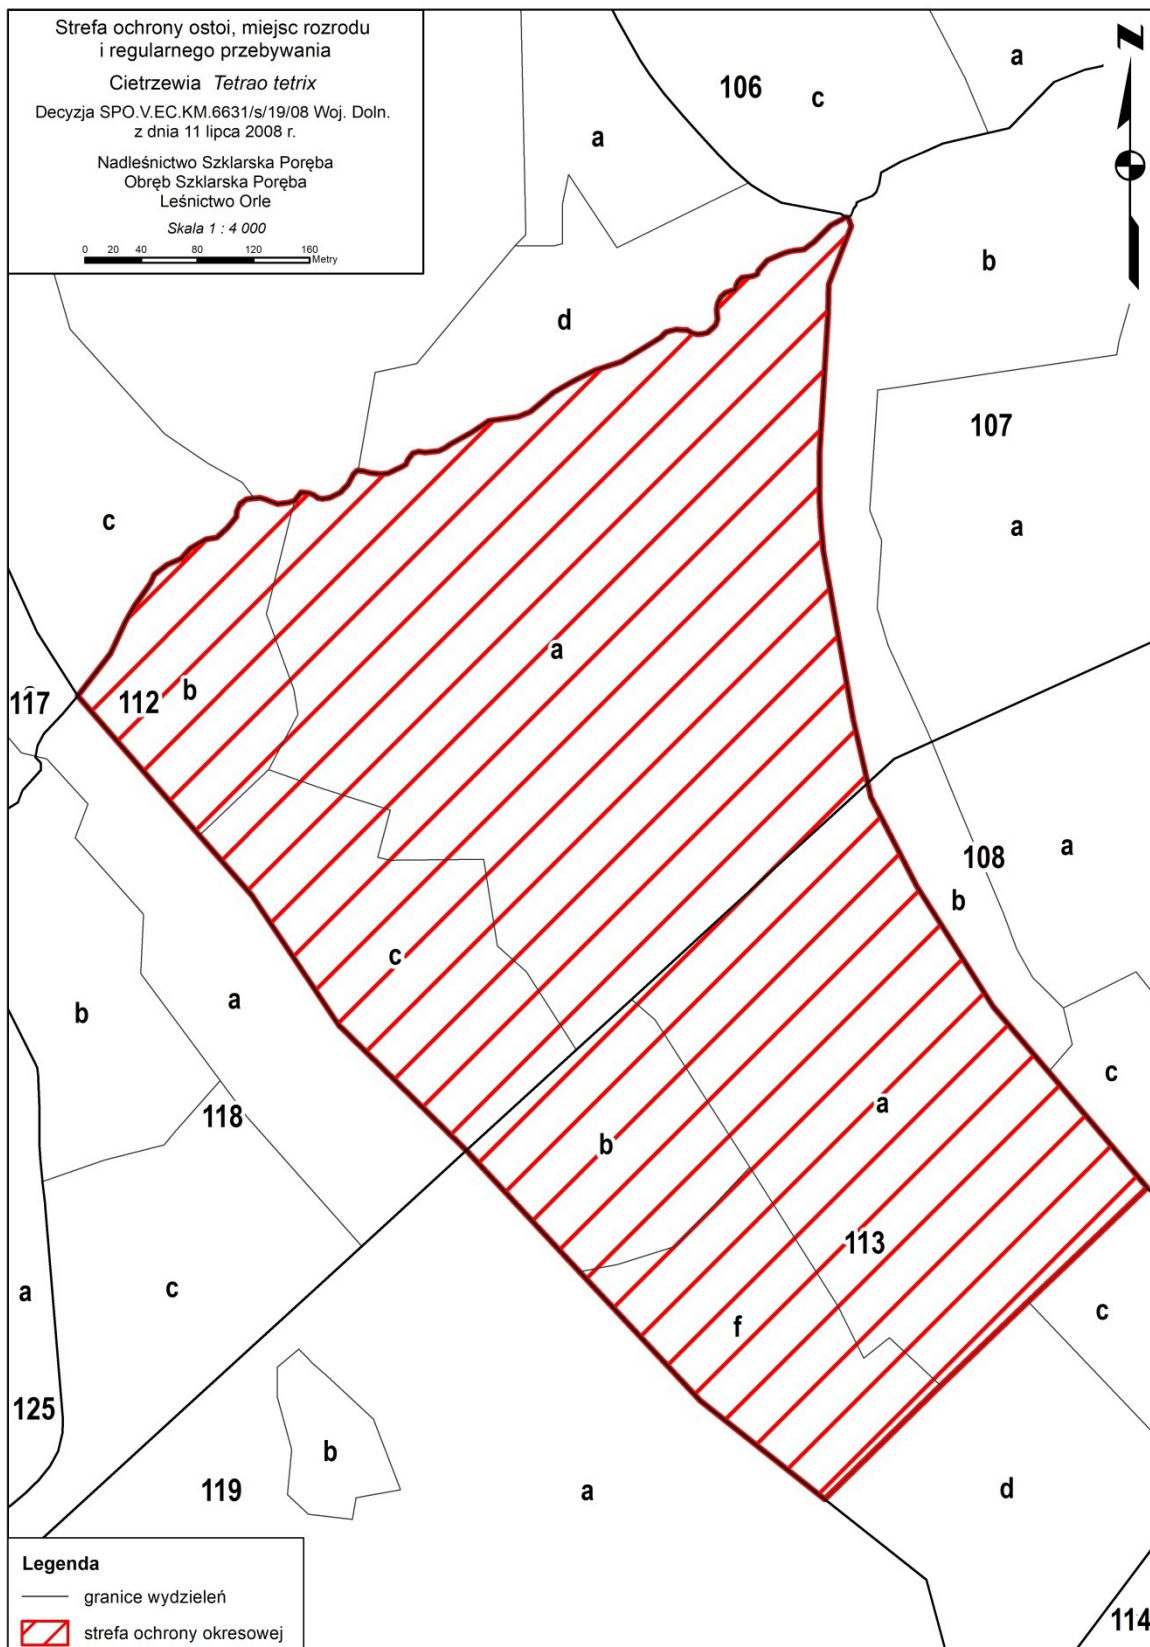 Strefa ochrony ostoi, miejsc rozrodu
i regularnego przebywania
Cietrzewia Tetrao tetrix
Decyzja SPO.V.EC.KM.6631/s/19/08 Woj. Doln.
z dnia 11 lipca 2008 r.
Nadleśnictwo Szklarska Poręba
Obręb Szklarska Poręba
Leśnictwo Orle
Skala 1 : 4 000
0 20 40 80 120 160
Metry
N
a
106
c
a
b
d
107
c
a
a
117
112
b
108
a
b
c
b
a
c
a
118
b
113
a
c
c
f
125
b
119
a
d
Legenda
granice wydzieleń
strefa ochrony okresowej
114